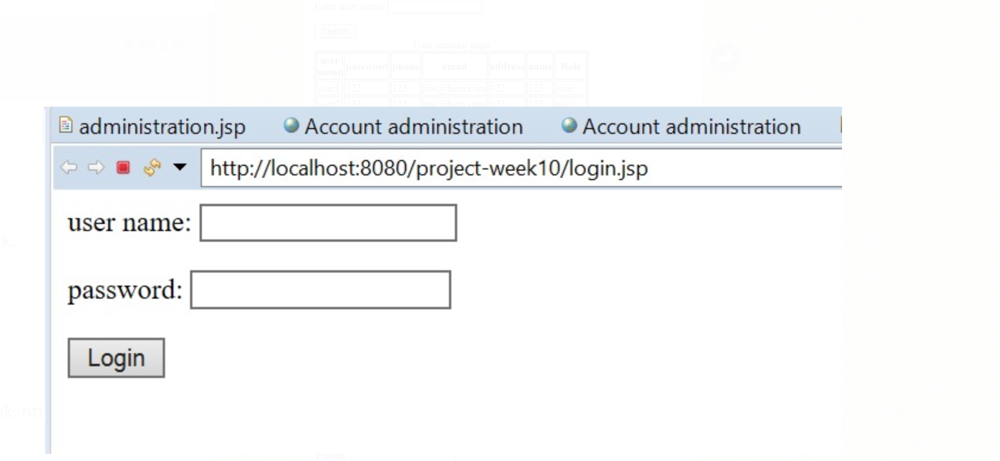 Enter user name:
Search
4:40 p.m.
User account page
user name password phone email address name Role
user1 123 123 abc@hcm.com 123 123 user
user2 123 123 abc@hcm.com 123 123 user
administration.jsp Account administration Account administration
http://localhost:8080/project-week10/login.jsp
user name:
rk.
password:
Login
nk: htt
Phone: